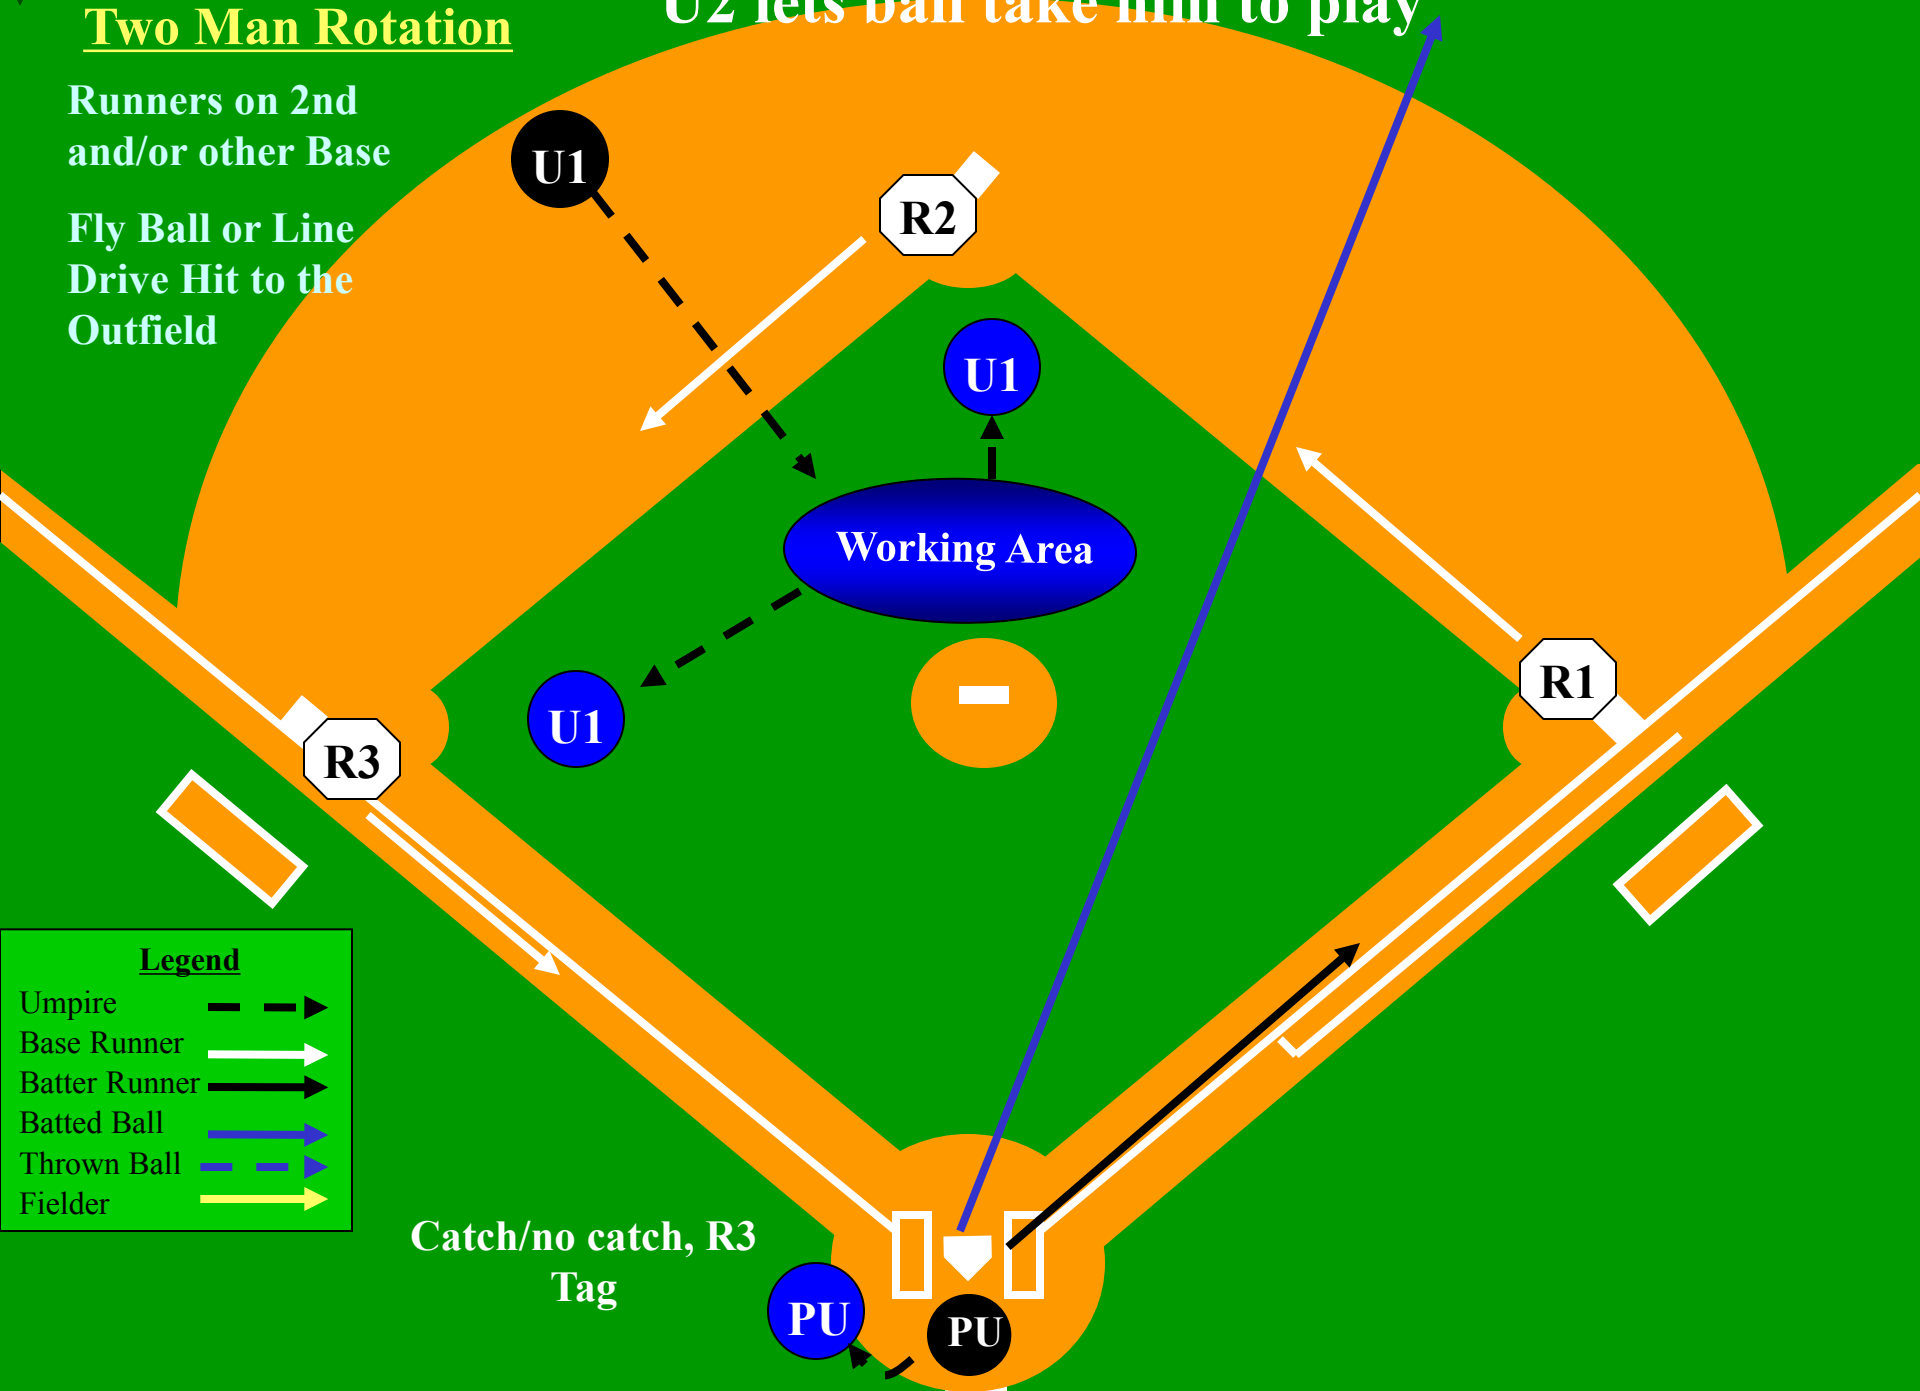 U2 lets ball take him to play
Two Man Rotation
Runners on 2nd
and/or other Base
Fly Ball or Line
Drive Hit to the
Outfield
U1
R2
U1
Working Area
U1
R1
R3
Legend
Umpire
Base Runner
Batter Runner
Batted Ball
Thrown Ball
Fielder
Catch/no catch, R3
Tag
PU
PU